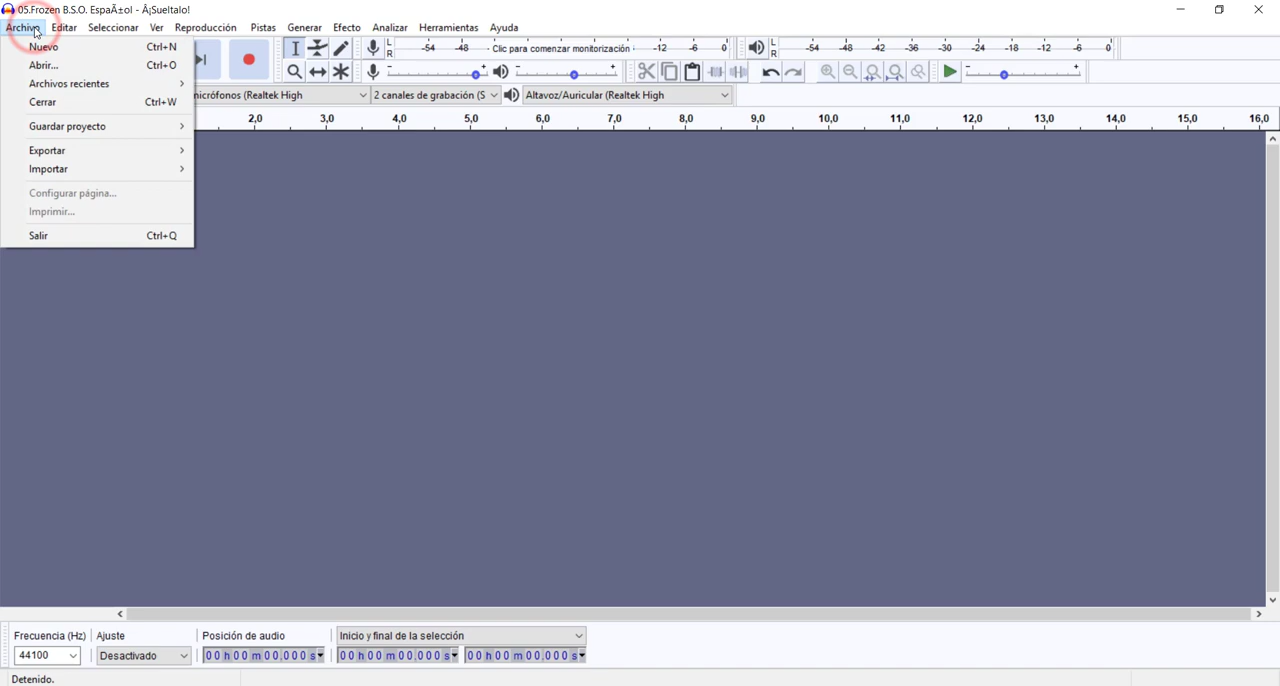 05.Frozen B.S.O. EspaÃ±ol - Â¡Sueltalo!
Archivo Editar Seleccionar Ver Reproducción Pistas Generar Efecto Analizar Herramientas Ayuda
Nuevo Ctrl+N
Abrir... Ctrl+O
Archivos recientes
Cerrar Ctrl+W
Guardar proyecto
Exportar
Importar
Configurar página...
Imprimir...
Salir Ctrl+Q
L R -54 -48 - Clic para comenzar monitorización -12 -6 0
L R -54 -48 -42 -36 -30 -24 -18 -12 -6 0
- + - +
- +
micrófonos (Realtek High 2 canales de grabación (S Altavoz/Auricular (Realtek High
2,0 3,0 4,0 5,0 6,0 7,0 8,0 9,0 10,0 11,0 12,0 13,0 14,0 15,0 16,0
Frecuencia (Hz) Ajuste Posición de audio Inicio y final de la selección
44100 Desactivado 00 h 00 m 00.000 s 00 h 00 m 00.000 s 00 h 00 m 00.000 s
Detenido.